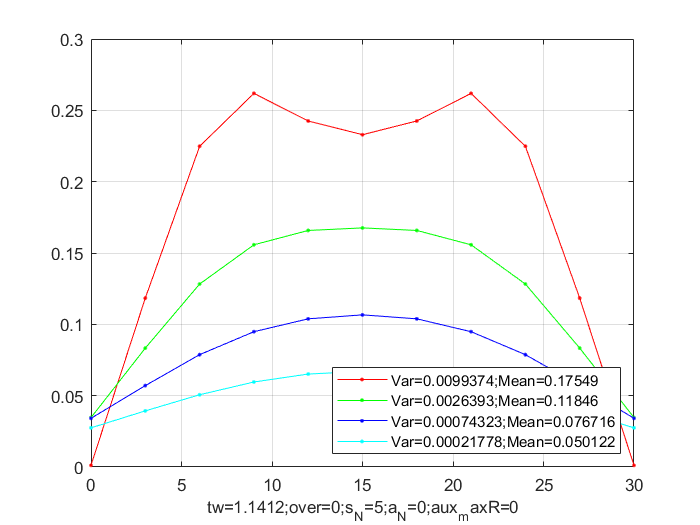 0.3
0.25
0.2
0.15
0.1
0.05
0
Var=0.0099374;Mean=0.17549
Var=0.0026393;Mean=0.11846
Var=0.00074323;Mean=0.076716
Var=0.00021778;Mean=0.050122
0 5 10 15 20 25 30
tw=1.1412;over=0;s_N=5;a_N=0;aux_maxR=0